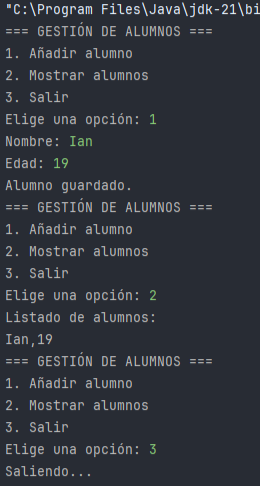 "C:\Program Files\Java\jdk-21\bi
=== GESTIÓN DE ALUMNOS ===
1. Añadir alumno
2. Mostrar alumnos
3. Salir
Elige una opción: 1
Nombre: Ian
Edad: 19
Alumno guardado.
=== GESTIÓN DE ALUMNOS ===
1. Añadir alumno
2. Mostrar alumnos
3. Salir
Elige una opción: 2
Listado de alumnos:
Ian,19
=== GESTIÓN DE ALUMNOS ===
1. Añadir alumno
2. Mostrar alumnos
3. Salir
Elige una opción: 3
Saliendo...